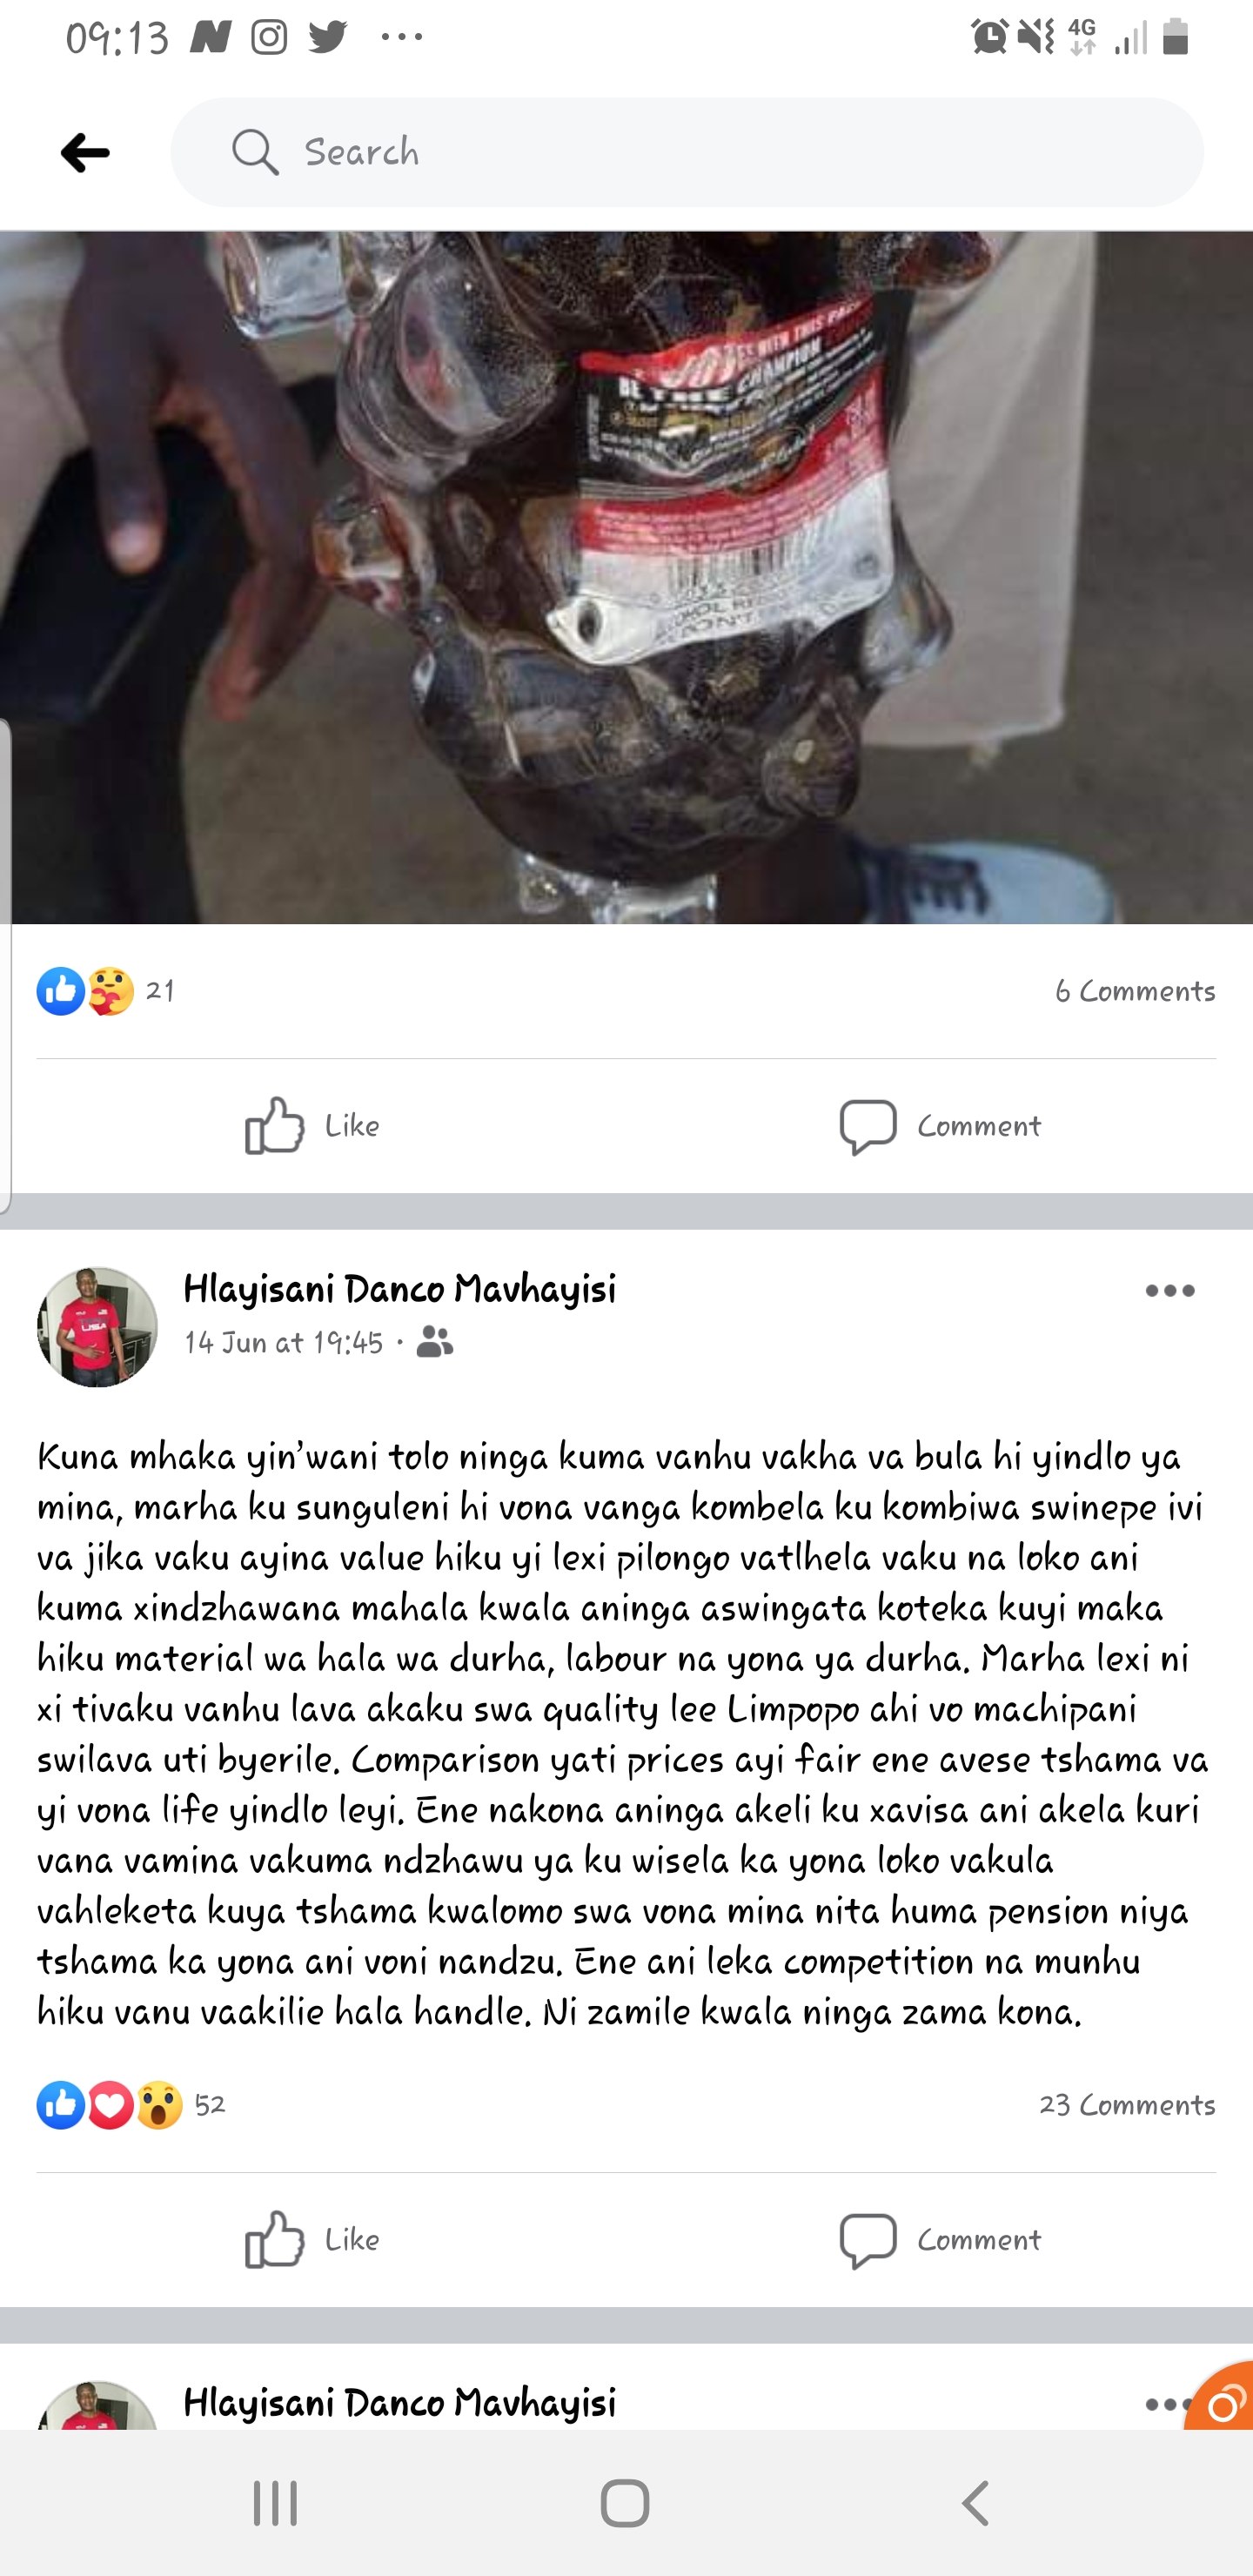 09:13
4G
Search
WITH THIS
BE THE CHAMPION
21
6 Comments
Like
Comment
Hlayisani Danco Mavhayisi
14 Jun at 19:45
Kuna mhaka yin'wani tolo ninga kuma vanhu vakha va bula hi yindlo ya
mina, marha ku sunguleni hi vona vanga kombela ku kombiwa swinepe ivi
va jika vaku ayina value hiku yi lexi pilongo vatlhela vaku na loko ani
kuma xindzhawana mahala kwala aninga aswingata koteka kuyi maka
hiku material wa hala wa durha, labour na yona ya durha. Marha lexi ni
xi tivaku vanhu lava akaku swa quality lee Limpopo ahi vo machipani
swilava uti byerile. Comparison yati prices ayi fair ene avese tshama va
yi vona life yindlo leyi. Ene nakona aninga akeli ku xavisa ani akela kuri
vana vamina vakuma ndzhawu ya ku wisela ka yona loko vakula
vahleketa kuya tshama kwalomo swa vona mina nita huma pension niya
tshama ka yona ani voni nandzu. Ene ani leka competition na munhu
hiku vanu vaakilie hala handle. Ni zamile kwala ninga zama kona.
52
23 Comments
Like
Comment
Hlayisani Danco Mavhayisi